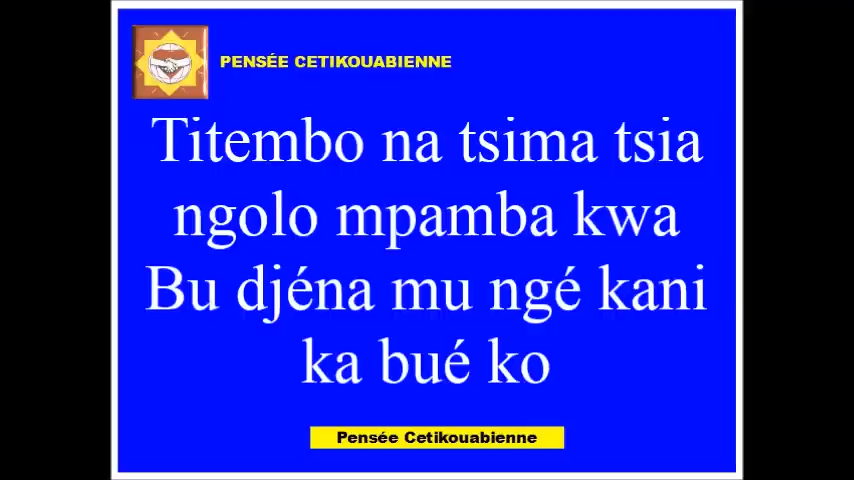 PENSÉE CETIKOUABIENNE
Titembo na tsima tsia
ngolo mpamba kwa
Bu djéna mu ngé kani
ka bué ko
Pensée Cetikouabienne